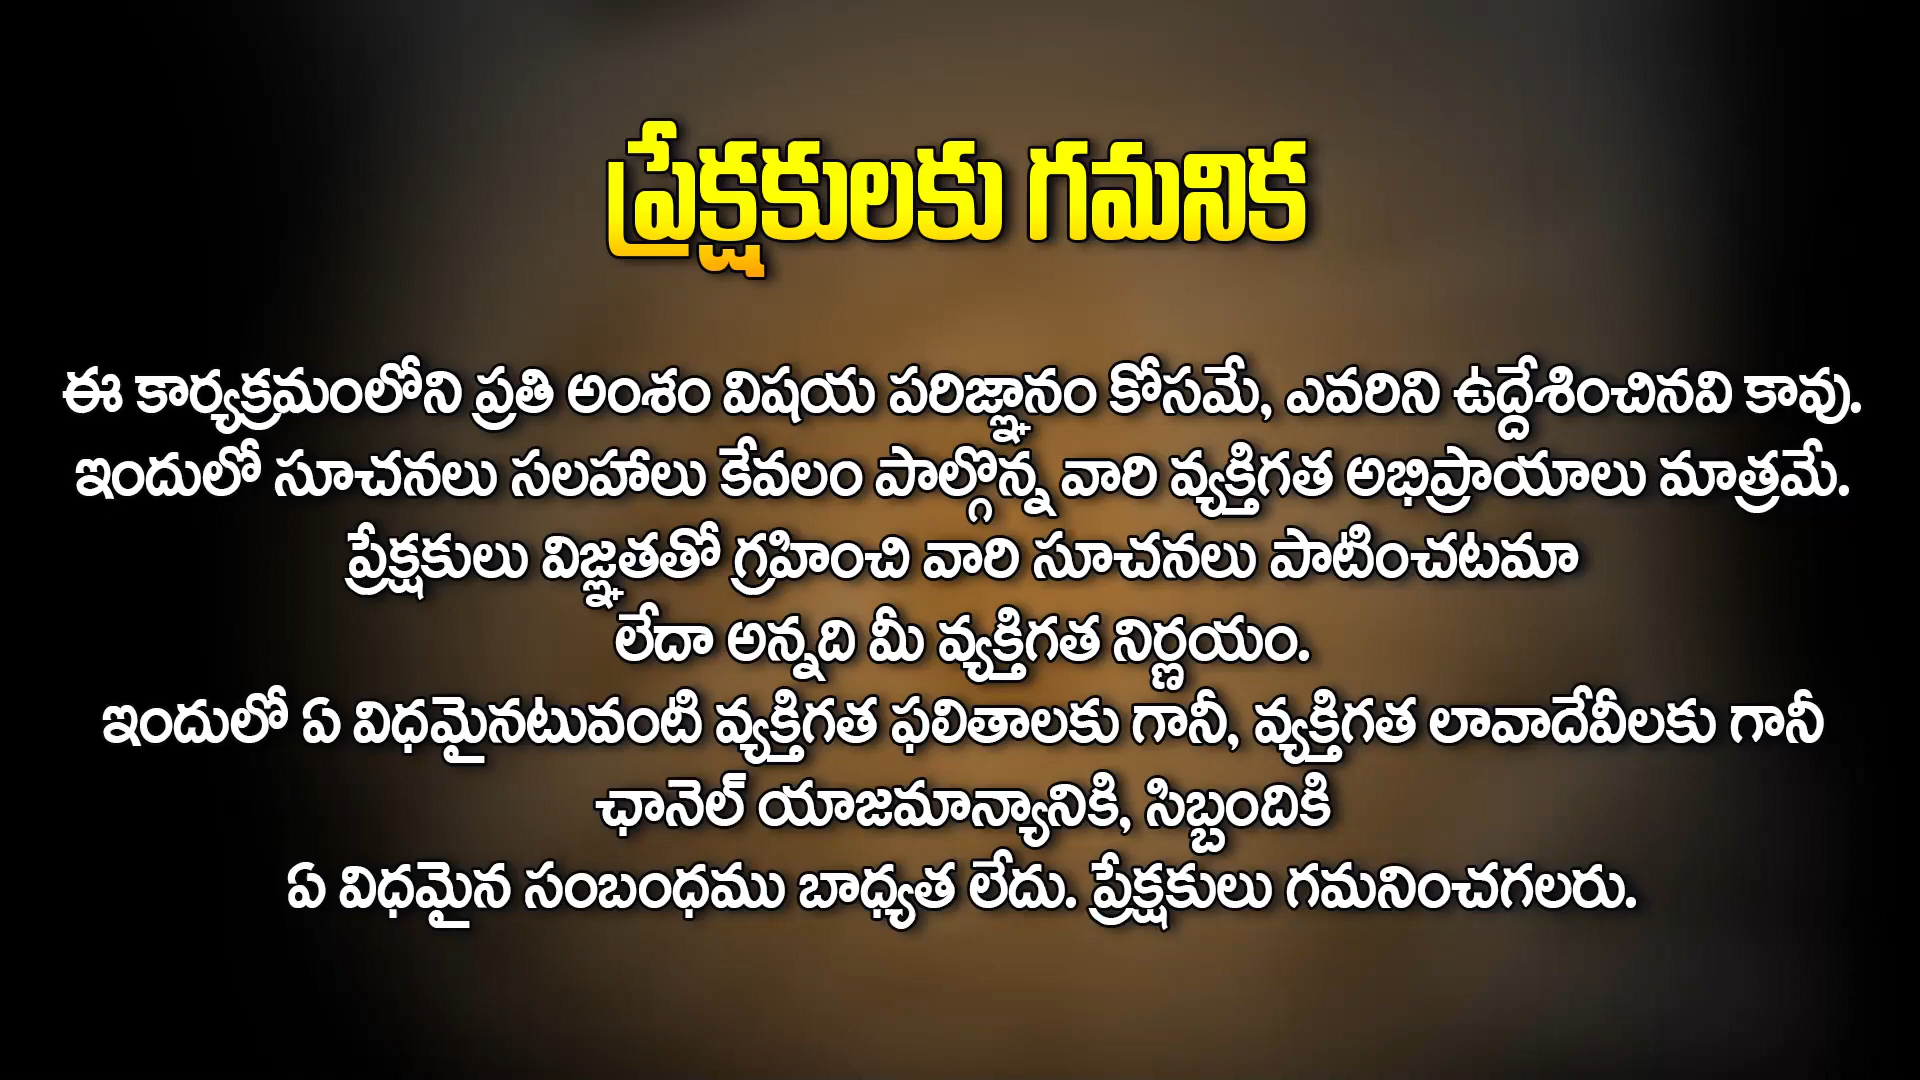 ప్రేక్షకులకు గమనిక
ఈ కార్యక్రమంలోని ప్రతి అంశం విషయ పరిజ్ఞానం కోసమే, ఎవరిని ఉద్దేశించినవి కావు.
ఇందులో సూచనలు సలహాలు కేవలం పాల్గొన్న వారి వ్యక్తిగత అభిప్రాయాలు మాత్రమే.
ప్రేక్షకులు విజ్ఞతతో గ్రహించి వారి సూచనలు పాటించటమా
లేదా అన్నది మీ వ్యక్తిగత నిర్ణయం.
ఇందులో ఏ విధమైనటువంటి వ్యక్తిగత ఫలితాలకు గానీ, వ్యక్తిగత లావాదేవీలకు గానీ
ఛానెల్ యాజమాన్యానికి, సిబ్బందికి
ఏ విధమైన సంబంధము బాధ్యత లేదు. ప్రేక్షకులు గమనించగలరు.